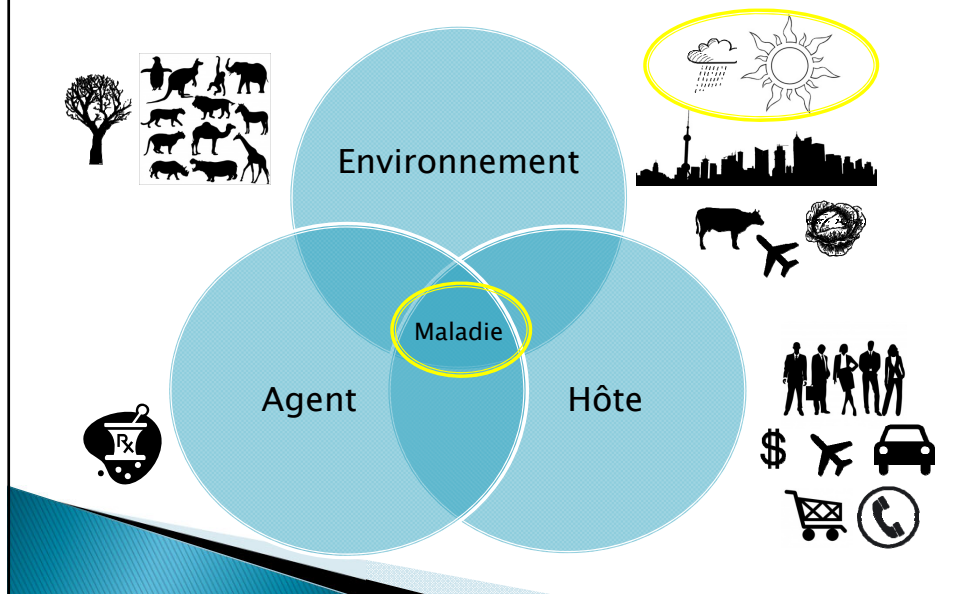 Environnement
Maladie
Agent
Hôte
Rx
$